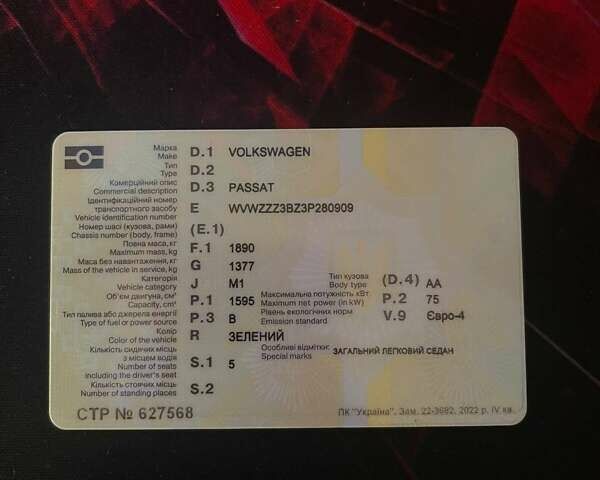 Марка
Make D.1 VOLKSWAGEN
Тип
Type D.2
Комерційний опис
Commercial description D.3 PASSAT
Ідентифікаційний номер
транспортного засобу E WVWZZZ3BZ3P280909
Vehicle identification number
Номер шасі (кузова, рами) (E.1)
Chassis number (body, frame)
Повна маса, кг F.1 1890
Maximum mass, kg
Маса без навантаження, кг G 1377
Mass of the vehicle in service, kg
Категорія Тип кузова (D.4) AA
Vehicle category J M1 Body type
Об'єм двигуна, см³ P.1 1595 Максимальна потужність кВт. P.2 75
Capacity, cm³ Maximum net power (in kW)
Тип палива або джерела енергії P.3 B Рівень екологічних норм V.9 Євро-4
Type of fuel or power source Emission standard
Колір R ЗЕЛЕНИЙ
Color of the vehicle Особливі відмітки: ЗАГАЛЬНИЙ ЛЕГКОВИЙ СЕДАН
Кількість сидячих місць Special marks
з місцем водія S.1 5
Number of seats
including the driver's seat
Кількість стоячих місць S.2
Number of standing places
СТР № 627568 ПК "Україна". Зам. 22-3682, 2022 р. IV кв.